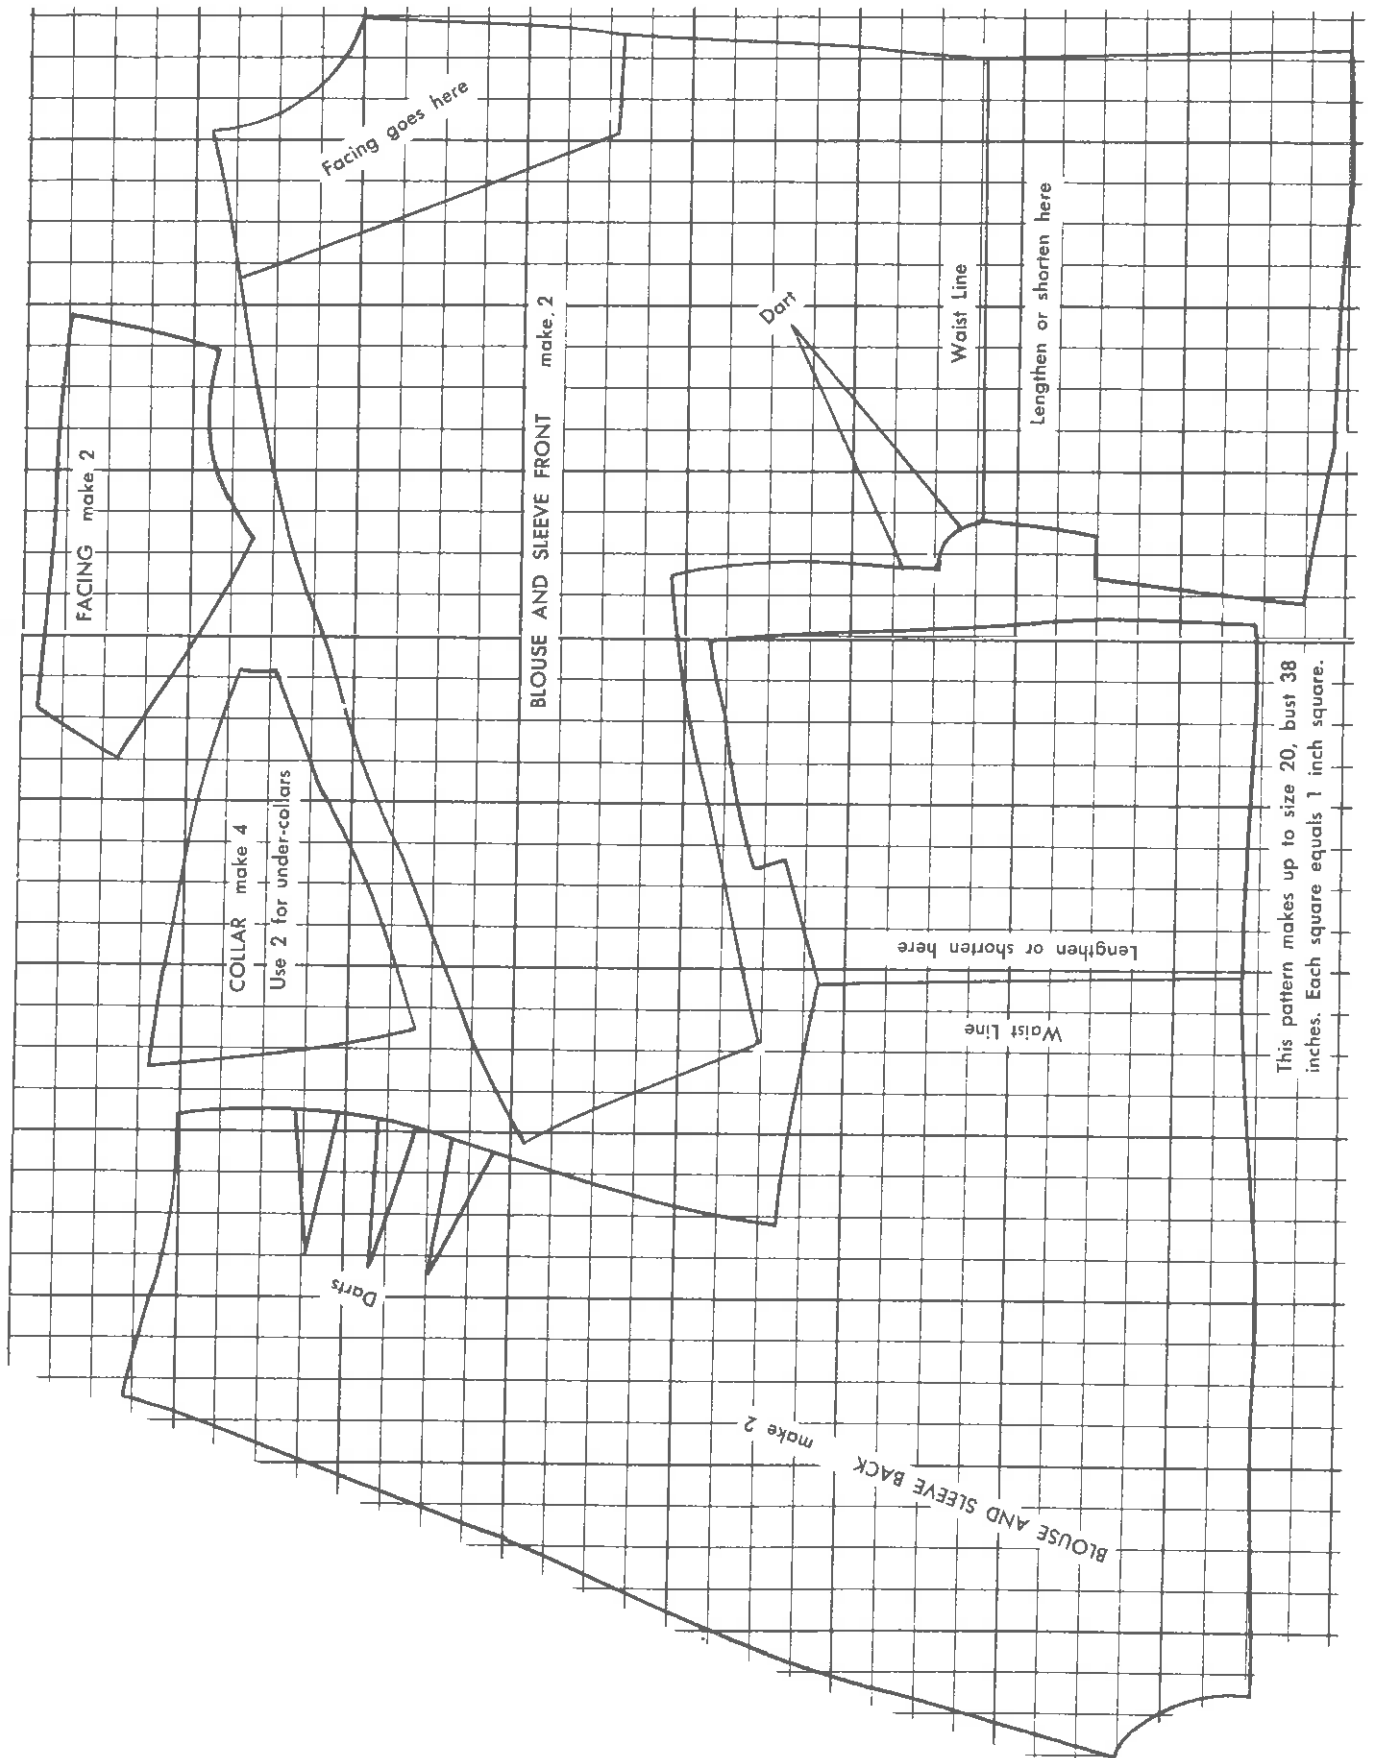 Facing goes here
FACING make 2
BLOUSE AND SLEEVE FRONT make 2
Dart
Waist Line
Lengthen or shorten here
COLLAR make 4
Use 2 for under-collars
Lengthen or shorten here
Waist Line
This pattern makes up to size 20, bust 38
inches. Each square equals 1 inch square.
Darts
BLOUSE AND SLEEVE BACK make 2